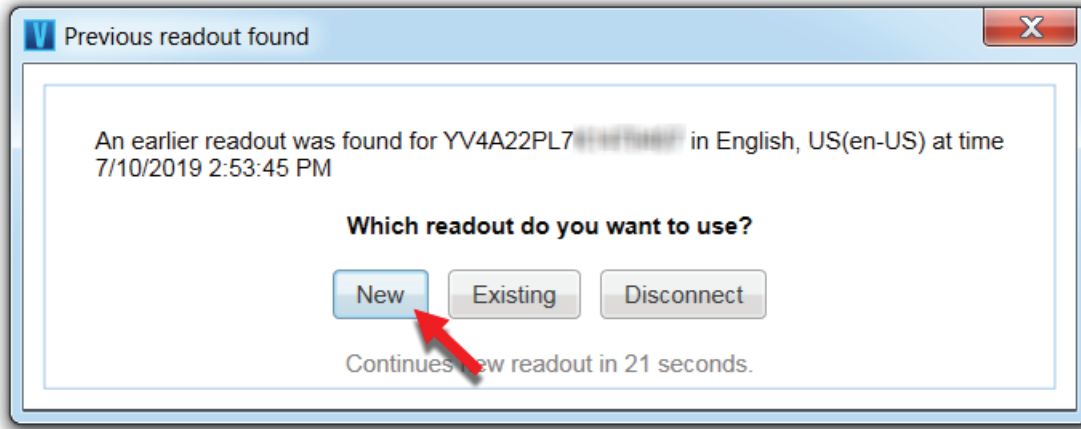 V Previous readout found
X
An earlier readout was found for YV4A22PL7 in English, US(en-US) at time
7/10/2019 2:53:45 PM
Which readout do you want to use?
New Existing Disconnect
Continues new readout in 21 seconds.